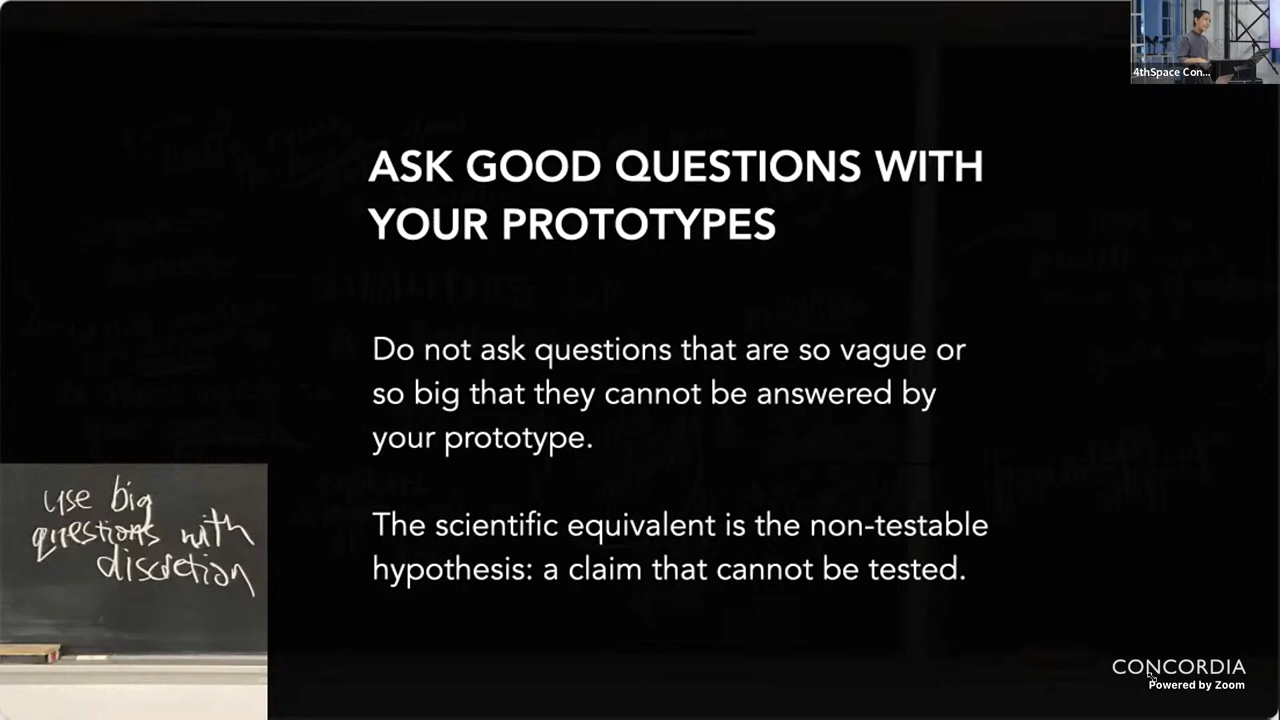 4thSpace Con...
ASK GOOD QUESTIONS WITH
YOUR PROTOTYPES
Do not ask questions that are so vague or
so big that they cannot be answered by
your prototype.
The scientific equivalent is the non-testable
hypothesis: a claim that cannot be tested.
use big
questions with
discretion
CONCORDIA
Powered by Zoom